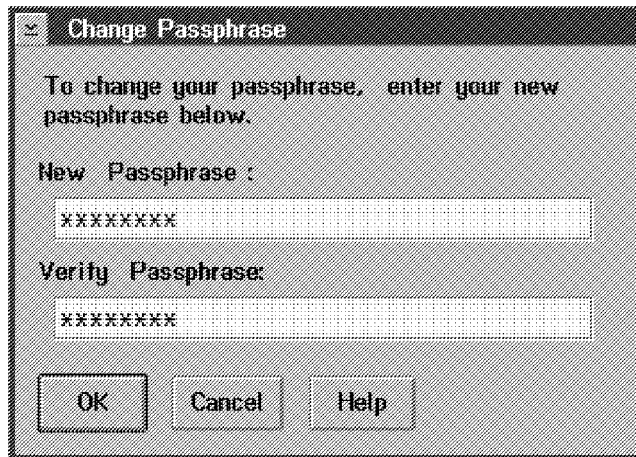 Change Passphrase
To change your passphrase, enter your new
passphrase below.
New Passphrase :
xxxxxxxx
Verify Passphrase:
xxxxxxxx
OK Cancel Help